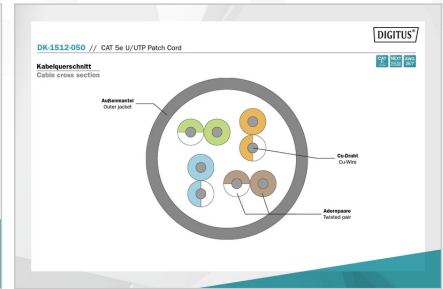 DIGITUS®
DK-1512-050 // CAT 5e U/UTP Patch Cord
Kabelquerschnitt
Cable cross section
Außenmantel
Outer jacket
Cu-Draht
Cu-Wire
Adernpaare
Twisted pair